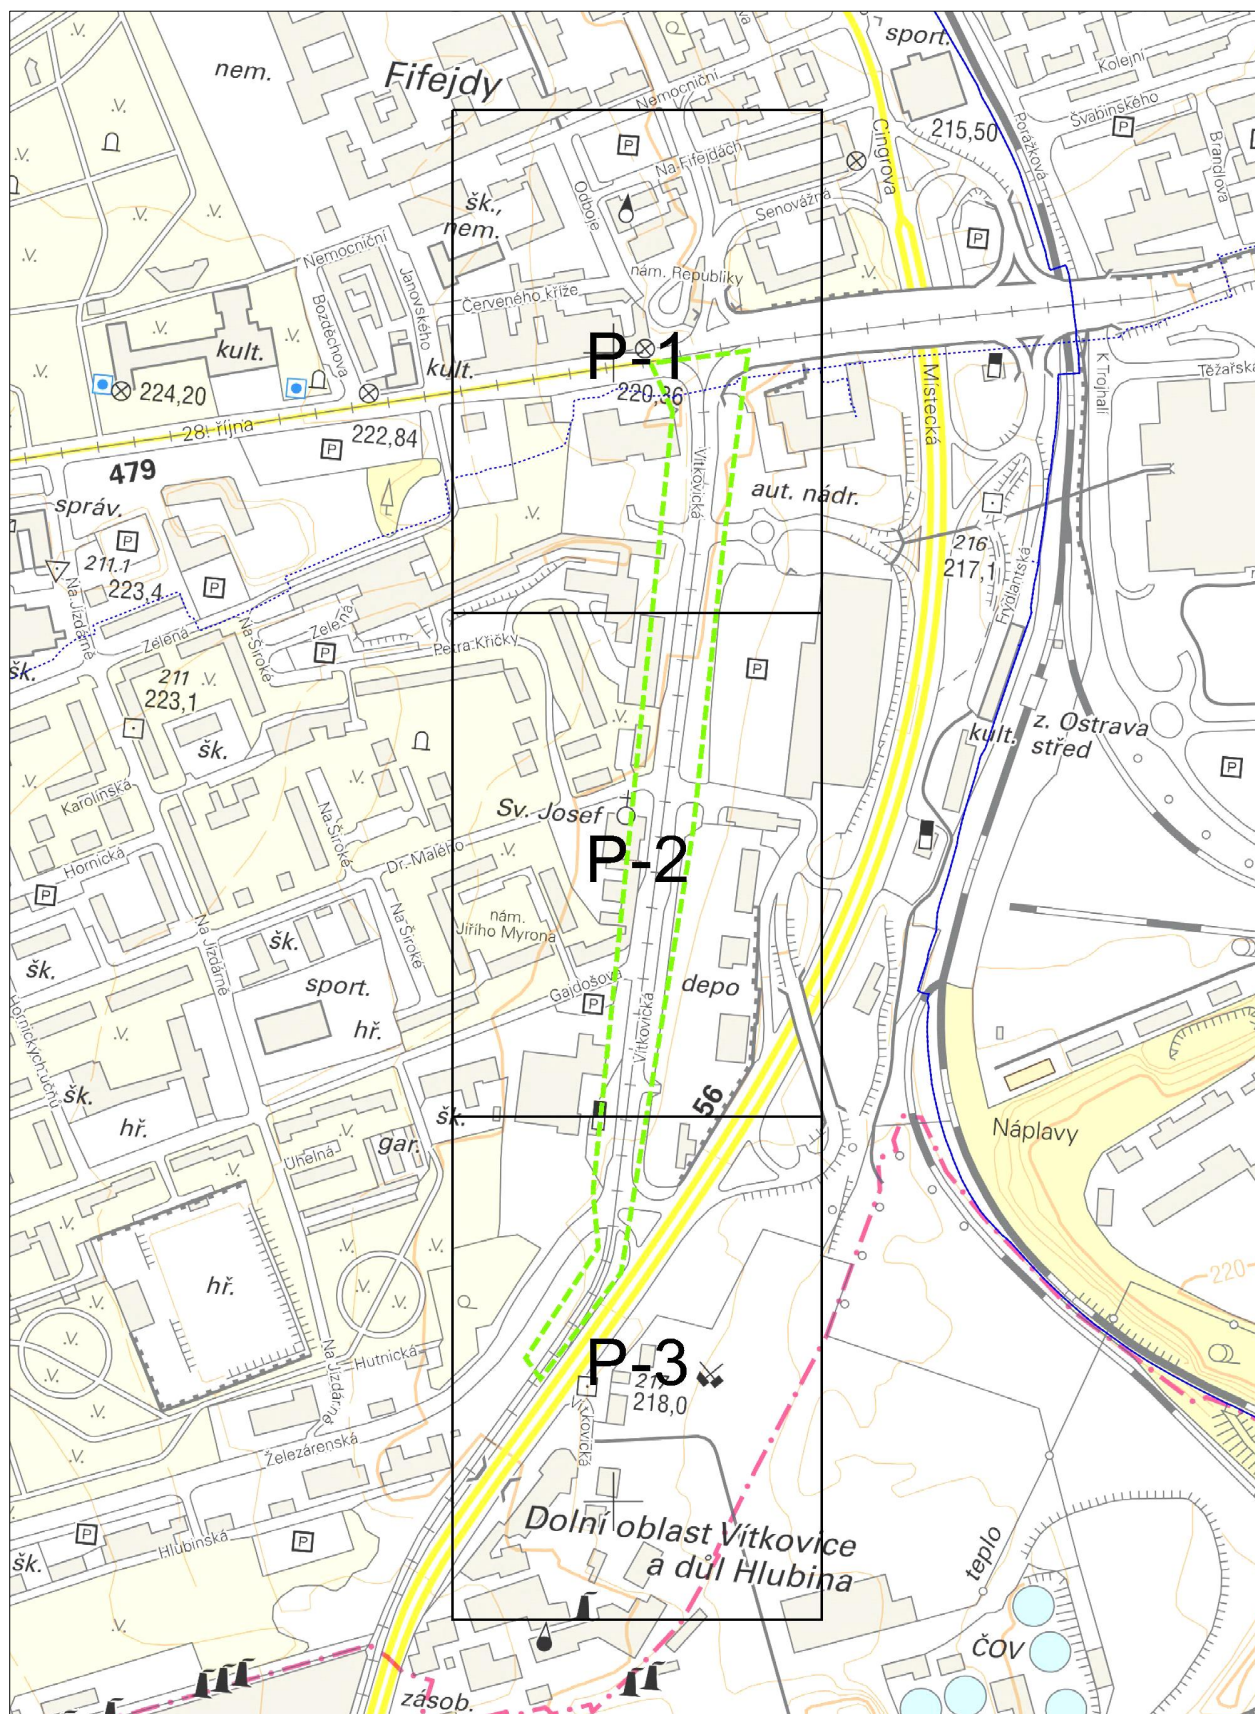 sport.
Kolejní
nem.
Fifejdy
Nemocniční
Švabinského
P
215,50
Porážková
Cingrova
Brandlova
P
Na Fifejdách
Odboje
Senovážná
šk.,
nem.
P
Nemocniční
Janovského
nám. Republiky
Červeného kříže
Bozděchova
kult.
kult.
P-1
220,36
K Trojhalí
Těžařská
Místecká
224,20
28. října
222,84
P
479
Vítkovická
aut. nádr.
správ.
P
211.1
223,4
P
216
217,1
Frýdlantská
Na Jízdárně
Zelená
Zelená
Na Široké
P
Petra Křičky
šk.
211
223,1
P
šk.
kult.
z. Ostrava
střed
P
Karolínská
Na Široké
Sv. Josef
Hornická
Dr. Malého
P-2
P
Na Jízdárně
Na Široké
nám.
Jiřího Myrona
šk.
šk.
sport.
hř.
Gajdošova
P
depo
Vítkovická
Hornických učňů
šk.
hř.
56
šk.
gar.
Náplavy
Uhelná
hř.
220
Hutnická
Na Jízdárně
P-3
217
218,0
Vítkovická
Železárenská
P
Hlubinská
P
šk.
Dolní oblast Vítkovice
a důl Hlubina
teplo
ČOV
zásob.